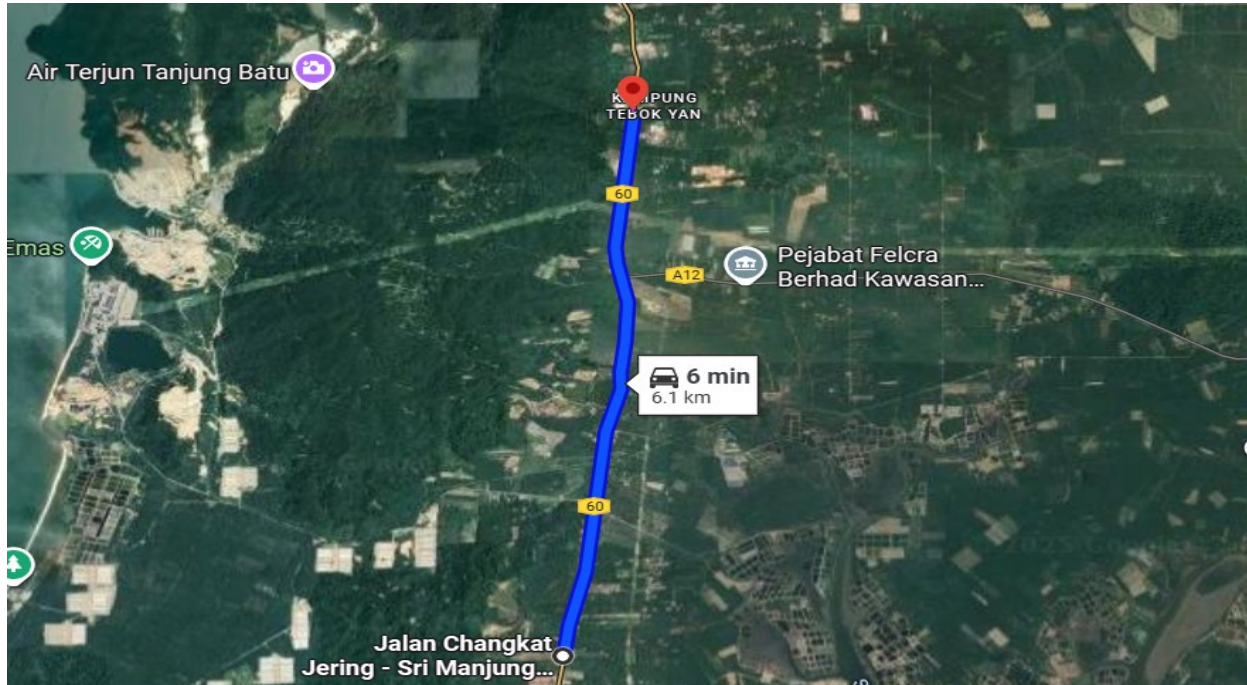 Air Terjun Tanjung Batu
TEBOK YAN
60
Emas
A12
Pejabat Felcra
Berhad Kawasan...
6 min
6.1 km
60
Jalan Changkat
Jering - Sri Manjung...